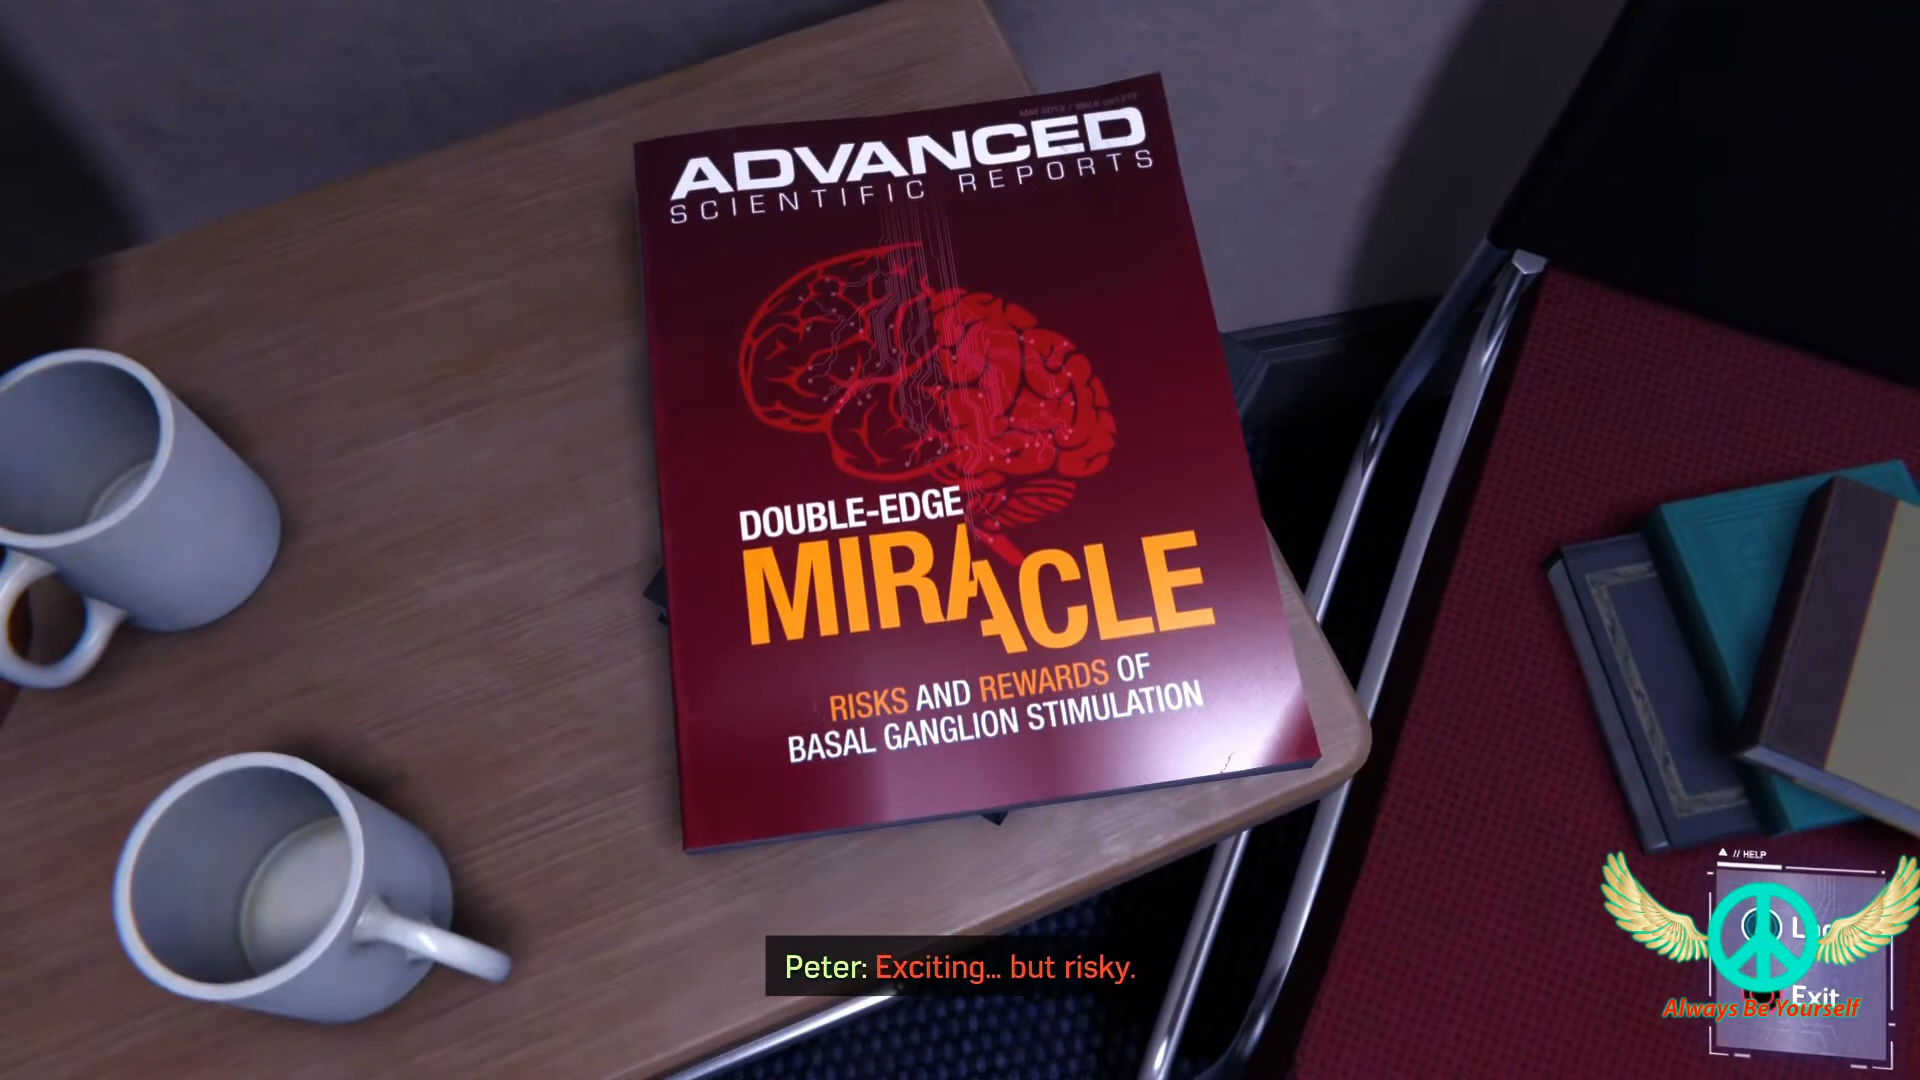 ADVANCED
SCIENTIFIC REPORTS
DOUBLE-EDGE
MIRACLE
RISKS AND REWARDS OF
BASAL GANGLION STIMULATION
// HELP
Exit
Always Be Yourself
Peter: Exciting... but risky.